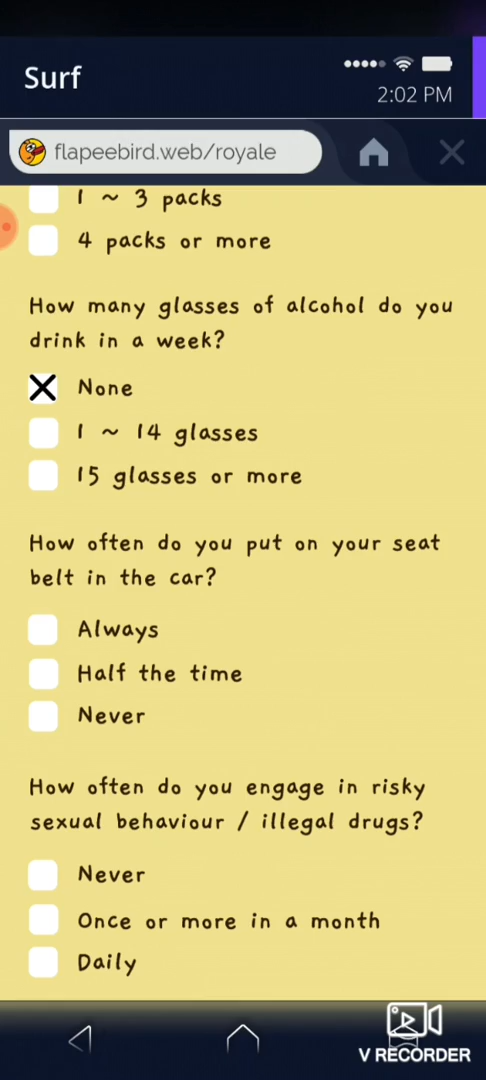 Surf
2:02 PM
flapeebird.web/royale
1 ~ 3 packs
4 packs or more
How many glasses of alcohol do you
drink in a week?
None
1 ~ 14 glasses
15 glasses or more
How often do you put on your seat
belt in the car?
Always
Half the time
Never
How often do you engage in risky
sexual behaviour / illegal drugs?
Never
Once or more in a month
Daily
V RECORDER